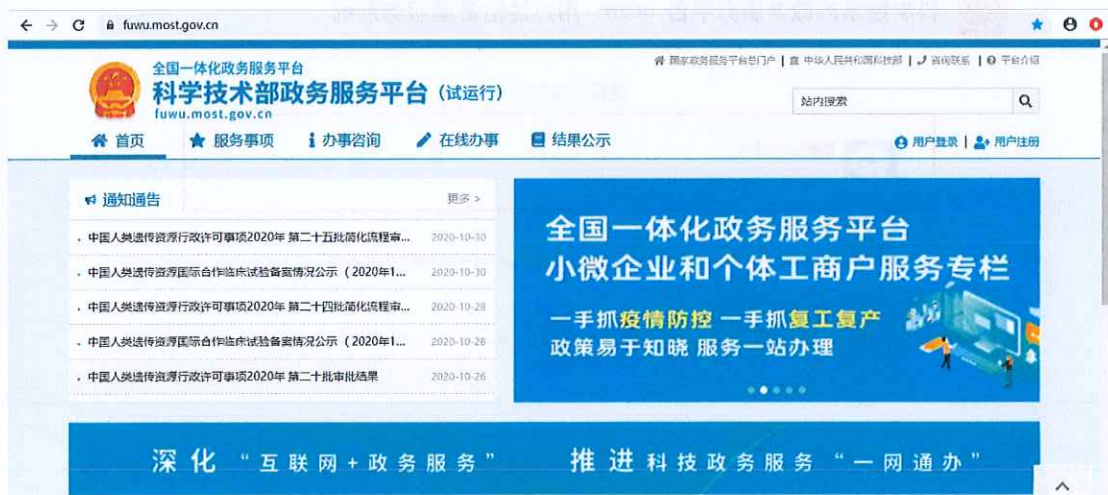 fuwu.most.gov.cn
国家政务服务平台总门户 | 中华人民共和国科技部 | 咨询联系 | 平台介绍
全国一体化政务服务平台
科学技术部政务服务平台（试运行）
fuwu.most.gov.cn
站内搜索
首页 服务事项 办事咨询 在线办事 结果公示
用户登录 | 用户注册
通知通告 更多 >
中国人类遗传资源行政许可事项2020年 第二十五批简化流程审... 2020-10-30
中国人类遗传资源国际合作临床试验备案情况公示（2020年1... 2020-10-30
中国人类遗传资源行政许可事项2020年 第二十四批简化流程审... 2020-10-28
中国人类遗传资源国际合作临床试验备案情况公示（2020年1... 2020-10-28
中国人类遗传资源行政许可事项2020年 第二十批审批结果 2020-10-26
全国一体化政务服务平台
小微企业和个体工商户服务专栏
一手抓疫情防控 一手抓复工复产
政策易于知晓 服务一站办理
深化“互联网+政务服务” 推进科技政务服务“一网通办”